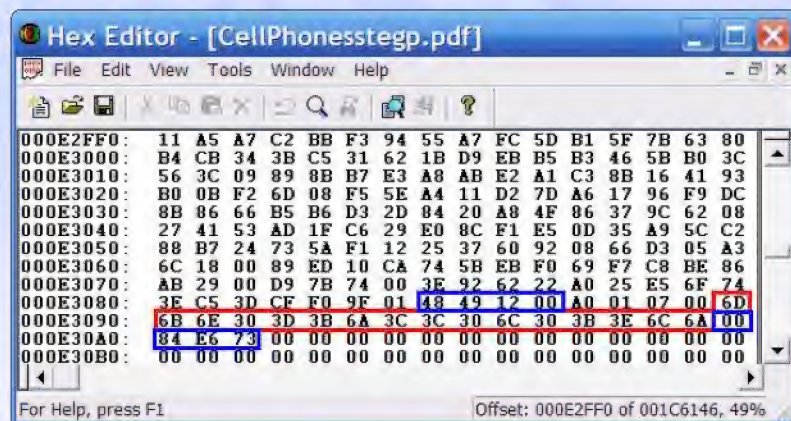 Hex Editor - [CellPhonesstegp.pdf]
File Edit View Tools Window Help
000E2FF0: 11 A5 A7 C2 BB F3 94 55 A7 FC 5D B1 5F 7B 63 80
000E3000: B4 CB 34 3B C5 31 62 1B D9 EB B5 B3 46 5B B0 3C
000E3010: 56 3C 09 89 8B B7 E3 A8 AB E2 A1 C3 8B 16 41 93
000E3020: B0 0B F2 6D 08 F5 5E A4 11 D2 7D A6 17 96 F9 DC
000E3030: 8B 86 66 B5 B6 D3 2D 84 20 A8 4F 86 37 9C 62 08
000E3040: 27 41 53 AD 1F C6 29 E0 8C F1 E5 0D 35 A9 5C C2
000E3050: 88 B7 24 73 5A F1 12 25 37 60 92 08 66 D3 05 A3
000E3060: 6C 18 00 89 ED 10 CA 74 5B EB F0 69 F7 C8 BE 86
000E3070: AB 29 00 D9 7B 74 00 3E 92 62 22 A0 25 E5 6F 74
000E3080: 3E C5 3D CF F0 9F 01 48 49 12 00 A0 01 07 00 6D
000E3090: 6B 6E 30 3D 3B 6A 3C 3C 30 6C 30 3B 3E 6C 6A 00
000E30A0: 84 E6 73 00 00 00 00 00 00 00 00 00 00 00 00 00
000E30B0: 00 00 00 00 00 00 00 00 00 00 00 00 00 00 00 00
For Help, press F1 Offset: 000E2FF0 of 001C6146, 49%